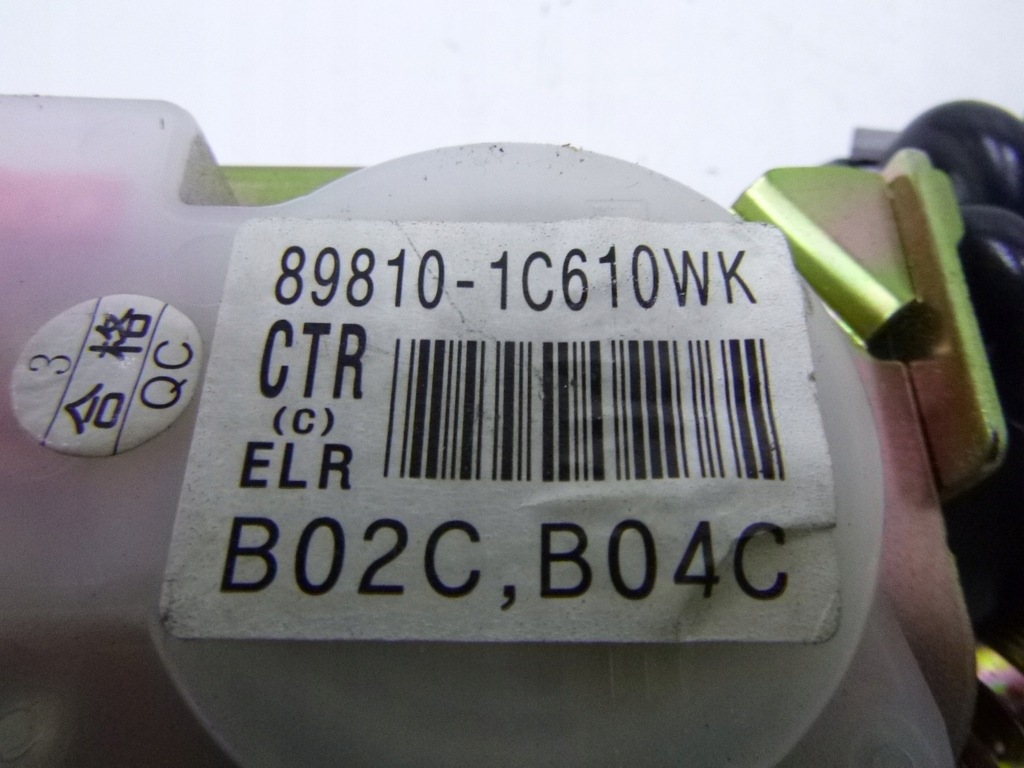 89810-1C610WK
CTR
(C)
ELR
B02C,B04C
3
合格
QC